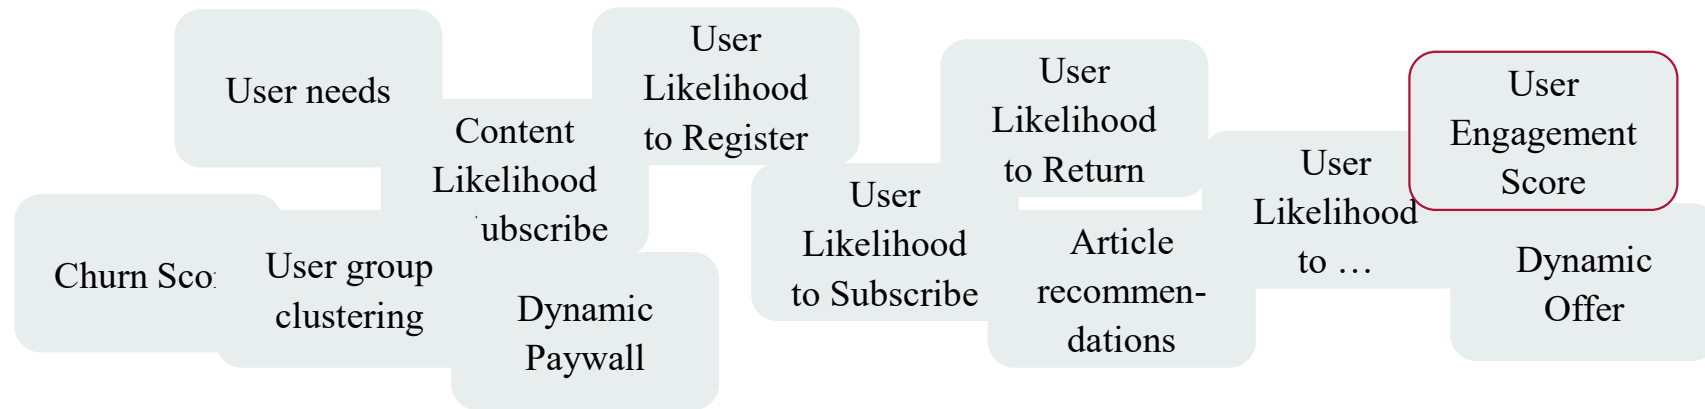 User needs
Content
Likelihood
ubscribe
User
Likelihood
to Register
User
Likelihood
to Return
User
Engagement
Score
Churn Sco
User group
clustering
Dynamic
Paywall
User
Likelihood
to Subscribe
Article
recommen-
dations
User
Likelihood
to …
Dynamic
Offer